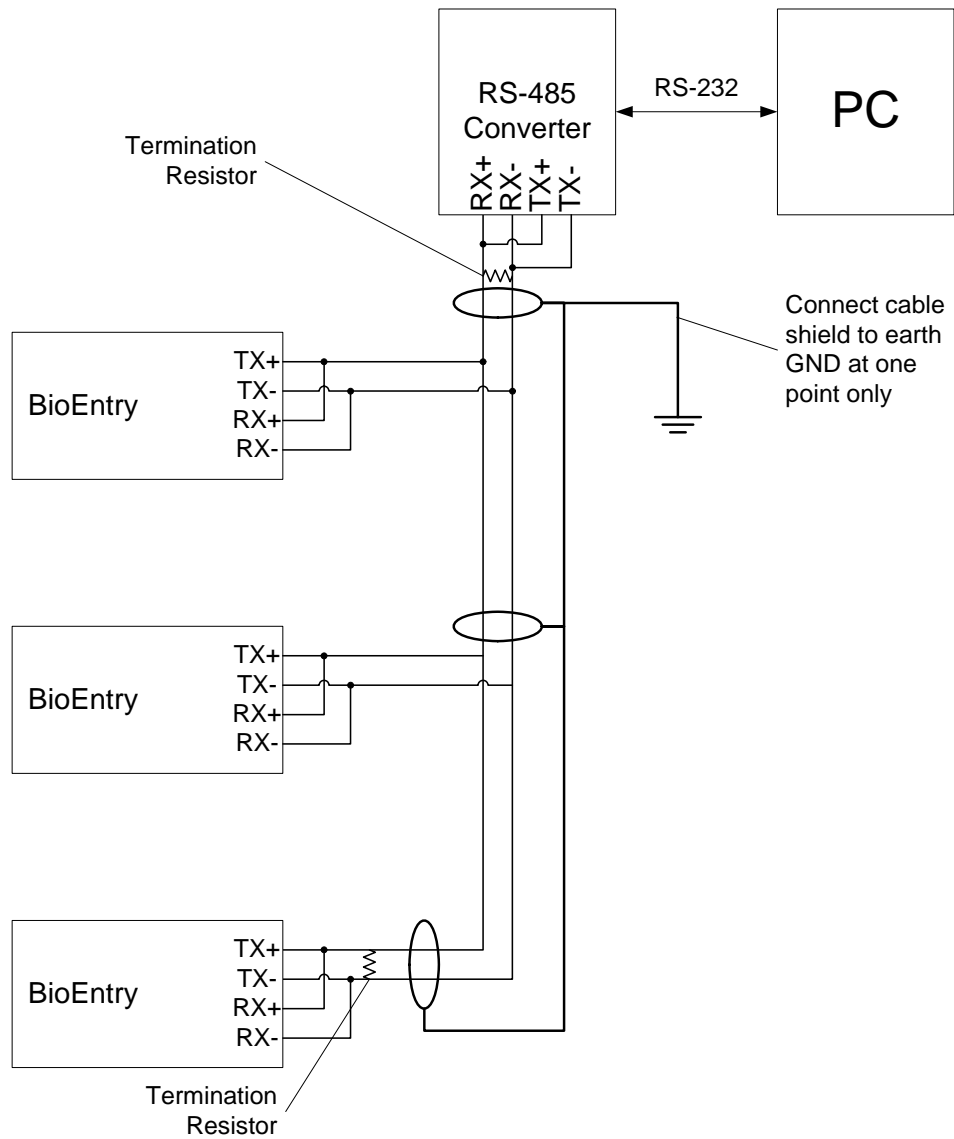 RS-485
Converter
RX+
RX-
TX+
TX-
RS-232
PC
Termination
Resistor
Connect cable
shield to earth
GND at one
point only
BioEntry
TX+
TX-
RX+
RX-
BioEntry
TX+
TX-
RX+
RX-
BioEntry
TX+
TX-
RX+
RX-
Termination
Resistor